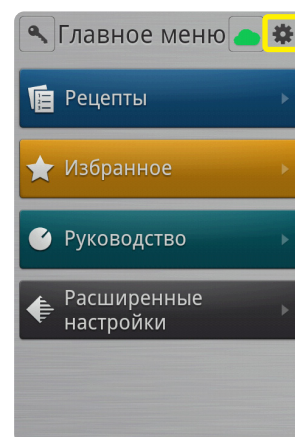 Главное меню
Рецепты
Избранное
Руководство
Расширенные
настройки